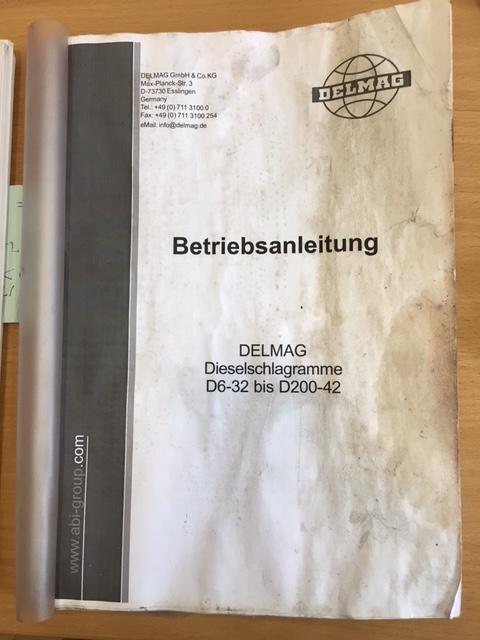 DELMAG GmbH & Co.KG
Max-Planck-Str. 3
D-73730 Esslingen
Germany
Tel.: +49 (0) 711 3100 0
Fax: +49 (0) 711 3100 254
eMail: info@delmag.de
DELMAG
Betriebsanleitung
DELMAG
Dieselschlagramme
D6-32 bis D200-42
www.abi-group.com